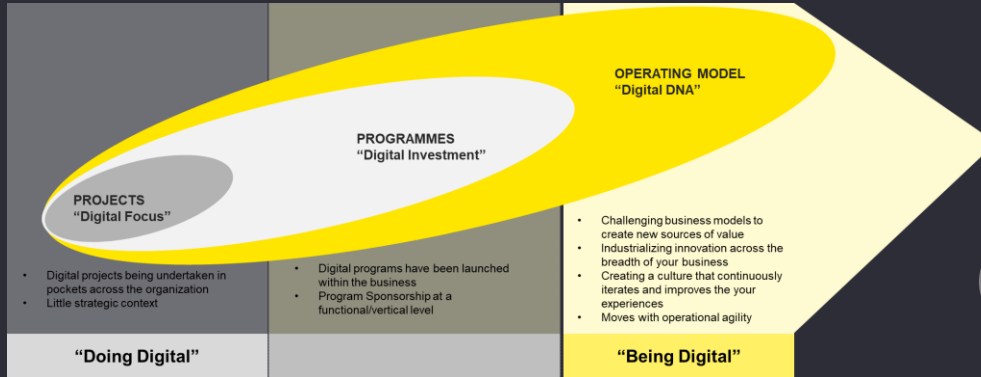 OPERATING MODEL
“Digital DNA”
PROGRAMMES
“Digital Investment”
PROJECTS
“Digital Focus”
• Digital projects being undertaken in
pockets across the organization
• Little strategic context
• Digital programs have been launched
within the business
• Program Sponsorship at a
functional/vertical level
• Challenging business models to
create new sources of value
• Industrializing innovation across the
breadth of your business
• Creating a culture that continuously
iterates and improves the your
experiences
• Moves with operational agility
“Doing Digital”
“Being Digital”